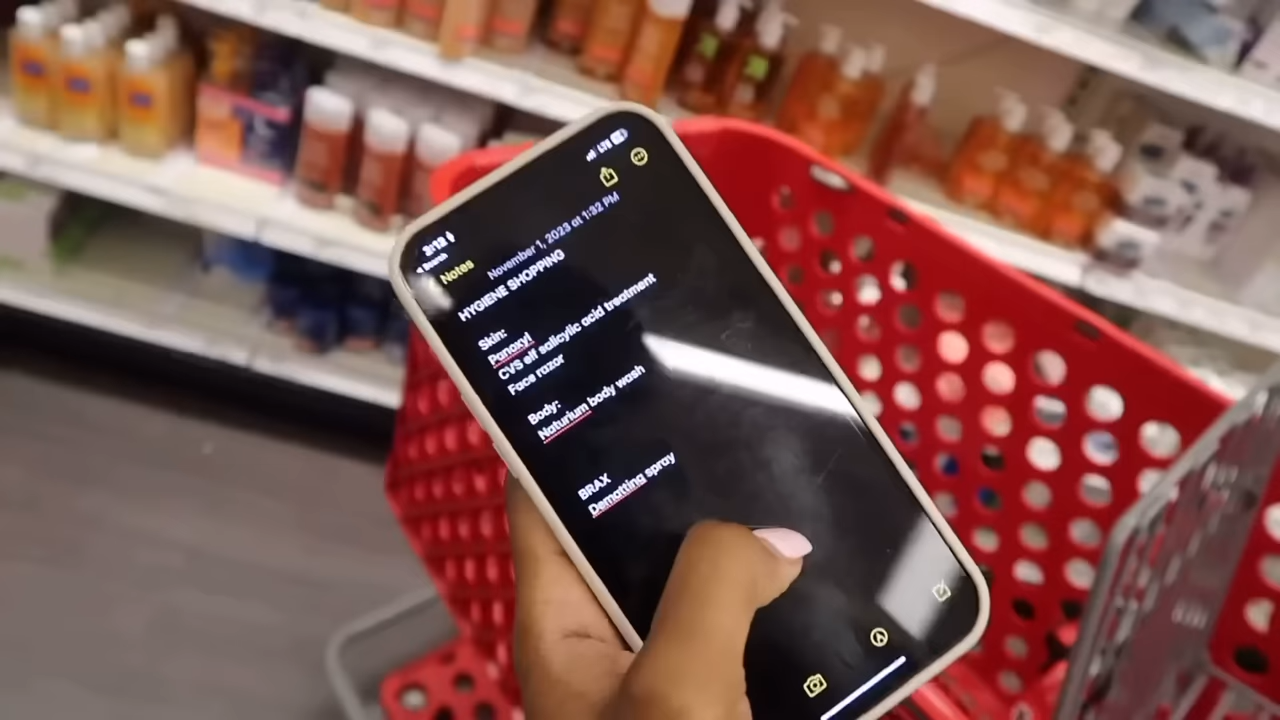 3:12
LTE
Search
Notes
November 1, 2023 at 1:32 PM
HYGIENE SHOPPING
Skin:
Panoxyl
CVS elf salicylic acid treatment
Face razor
Body:
Naturium body wash
BRAX
Dematting spray